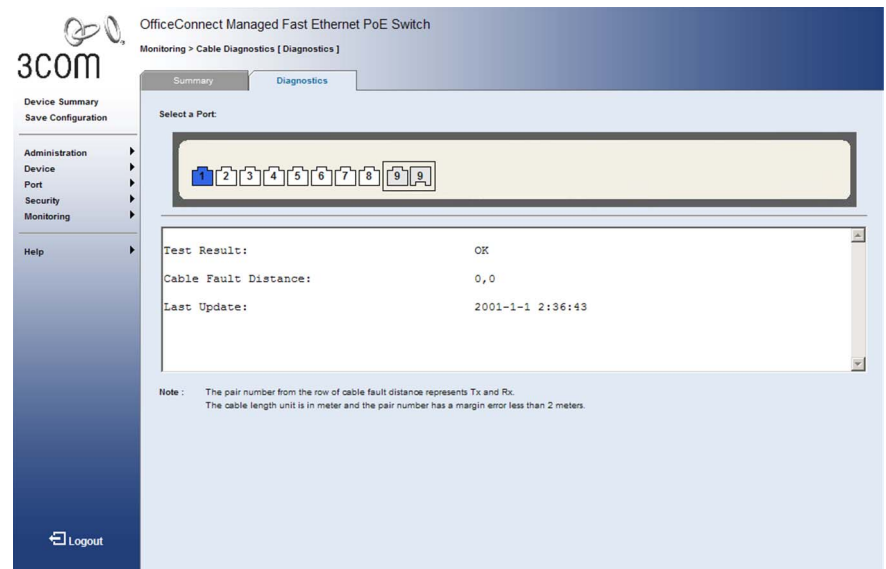 3COM
OfficeConnect Managed Fast Ethernet PoE Switch
Monitoring > Cable Diagnostics [ Diagnostics ]
Summary
Diagnostics
Device Summary
Save Configuration
Administration
Device
Port
Security
Monitoring
Help
Logout
Select a Port:
1 2 3 4 5 6 7 8 9 9
Test Result: OK
Cable Fault Distance: 0,0
Last Update: 2001-1-1 2:36:43
Note : The pair number from the row of cable fault distance represents Tx and Rx.
The cable length unit is in meter and the pair number has a margin error less than 2 meters.